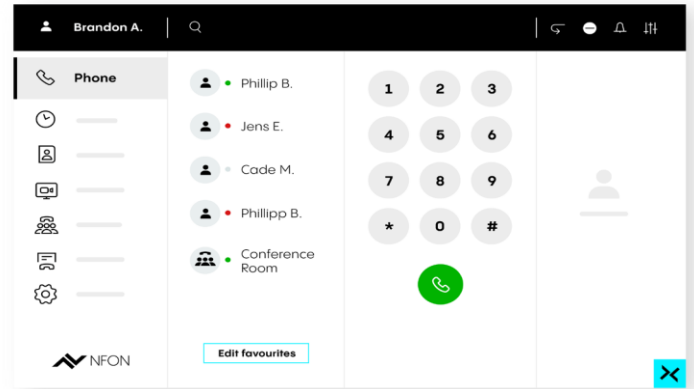 Brandon A.
Phone
Phillip B.
Jens E.
Cade M.
Phillipp B.
Conference
Room
Edit favourites
1 2 3
4 5 6
7 8 9
* 0 #
NFON